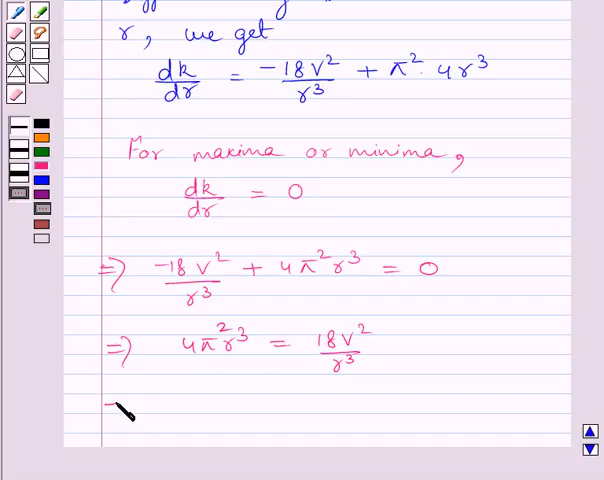 r, we get
dk/dr = -18V²/r³ + π² · 4r³
For maxima or minima,
dk/dr = 0
⇒ -18V²/r³ + 4π²r³ = 0
⇒ 4π²r³ = 18V²/r³